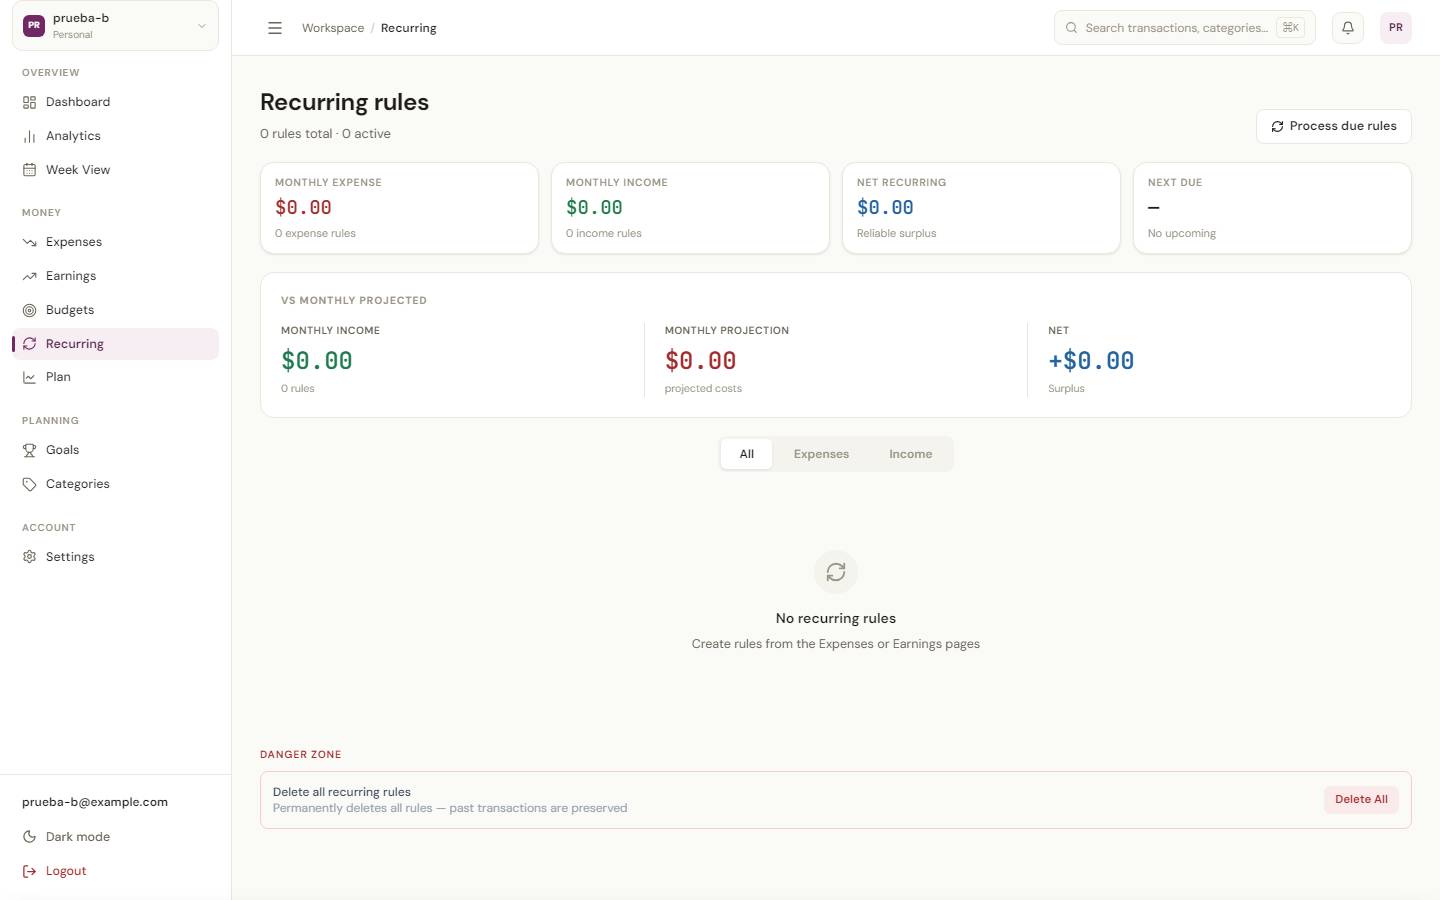 PR
prueba-b
Personal
OVERVIEW
Dashboard
Analytics
Week View
MONEY
Expenses
Earnings
Budgets
Recurring
Plan
PLANNING
Goals
Categories
ACCOUNT
Settings
prueba-b@example.com
Dark mode
Logout
Workspace / Recurring
Search transactions, categories... ⌘K
PR
Recurring rules
0 rules total · 0 active
Process due rules
MONTHLY EXPENSE
$0.00
0 expense rules
MONTHLY INCOME
$0.00
0 income rules
NET RECURRING
$0.00
Reliable surplus
NEXT DUE
—
No upcoming
VS MONTHLY PROJECTED
MONTHLY INCOME
$0.00
0 rules
MONTHLY PROJECTION
$0.00
projected costs
NET
+$0.00
Surplus
All Expenses Income
No recurring rules
Create rules from the Expenses or Earnings pages
DANGER ZONE
Delete all recurring rules
Permanently deletes all rules — past transactions are preserved
Delete All